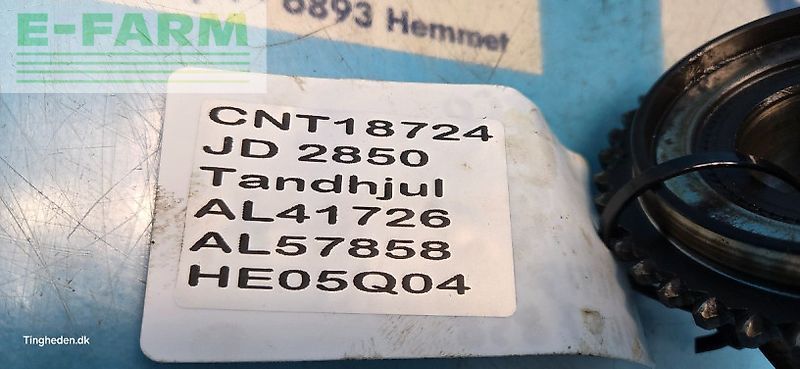 E-FARM
6893 Hemmet
CNT18724
JD 2850
Tandhjul
AL41726
AL57858
HE05Q04
Tingheden.dk